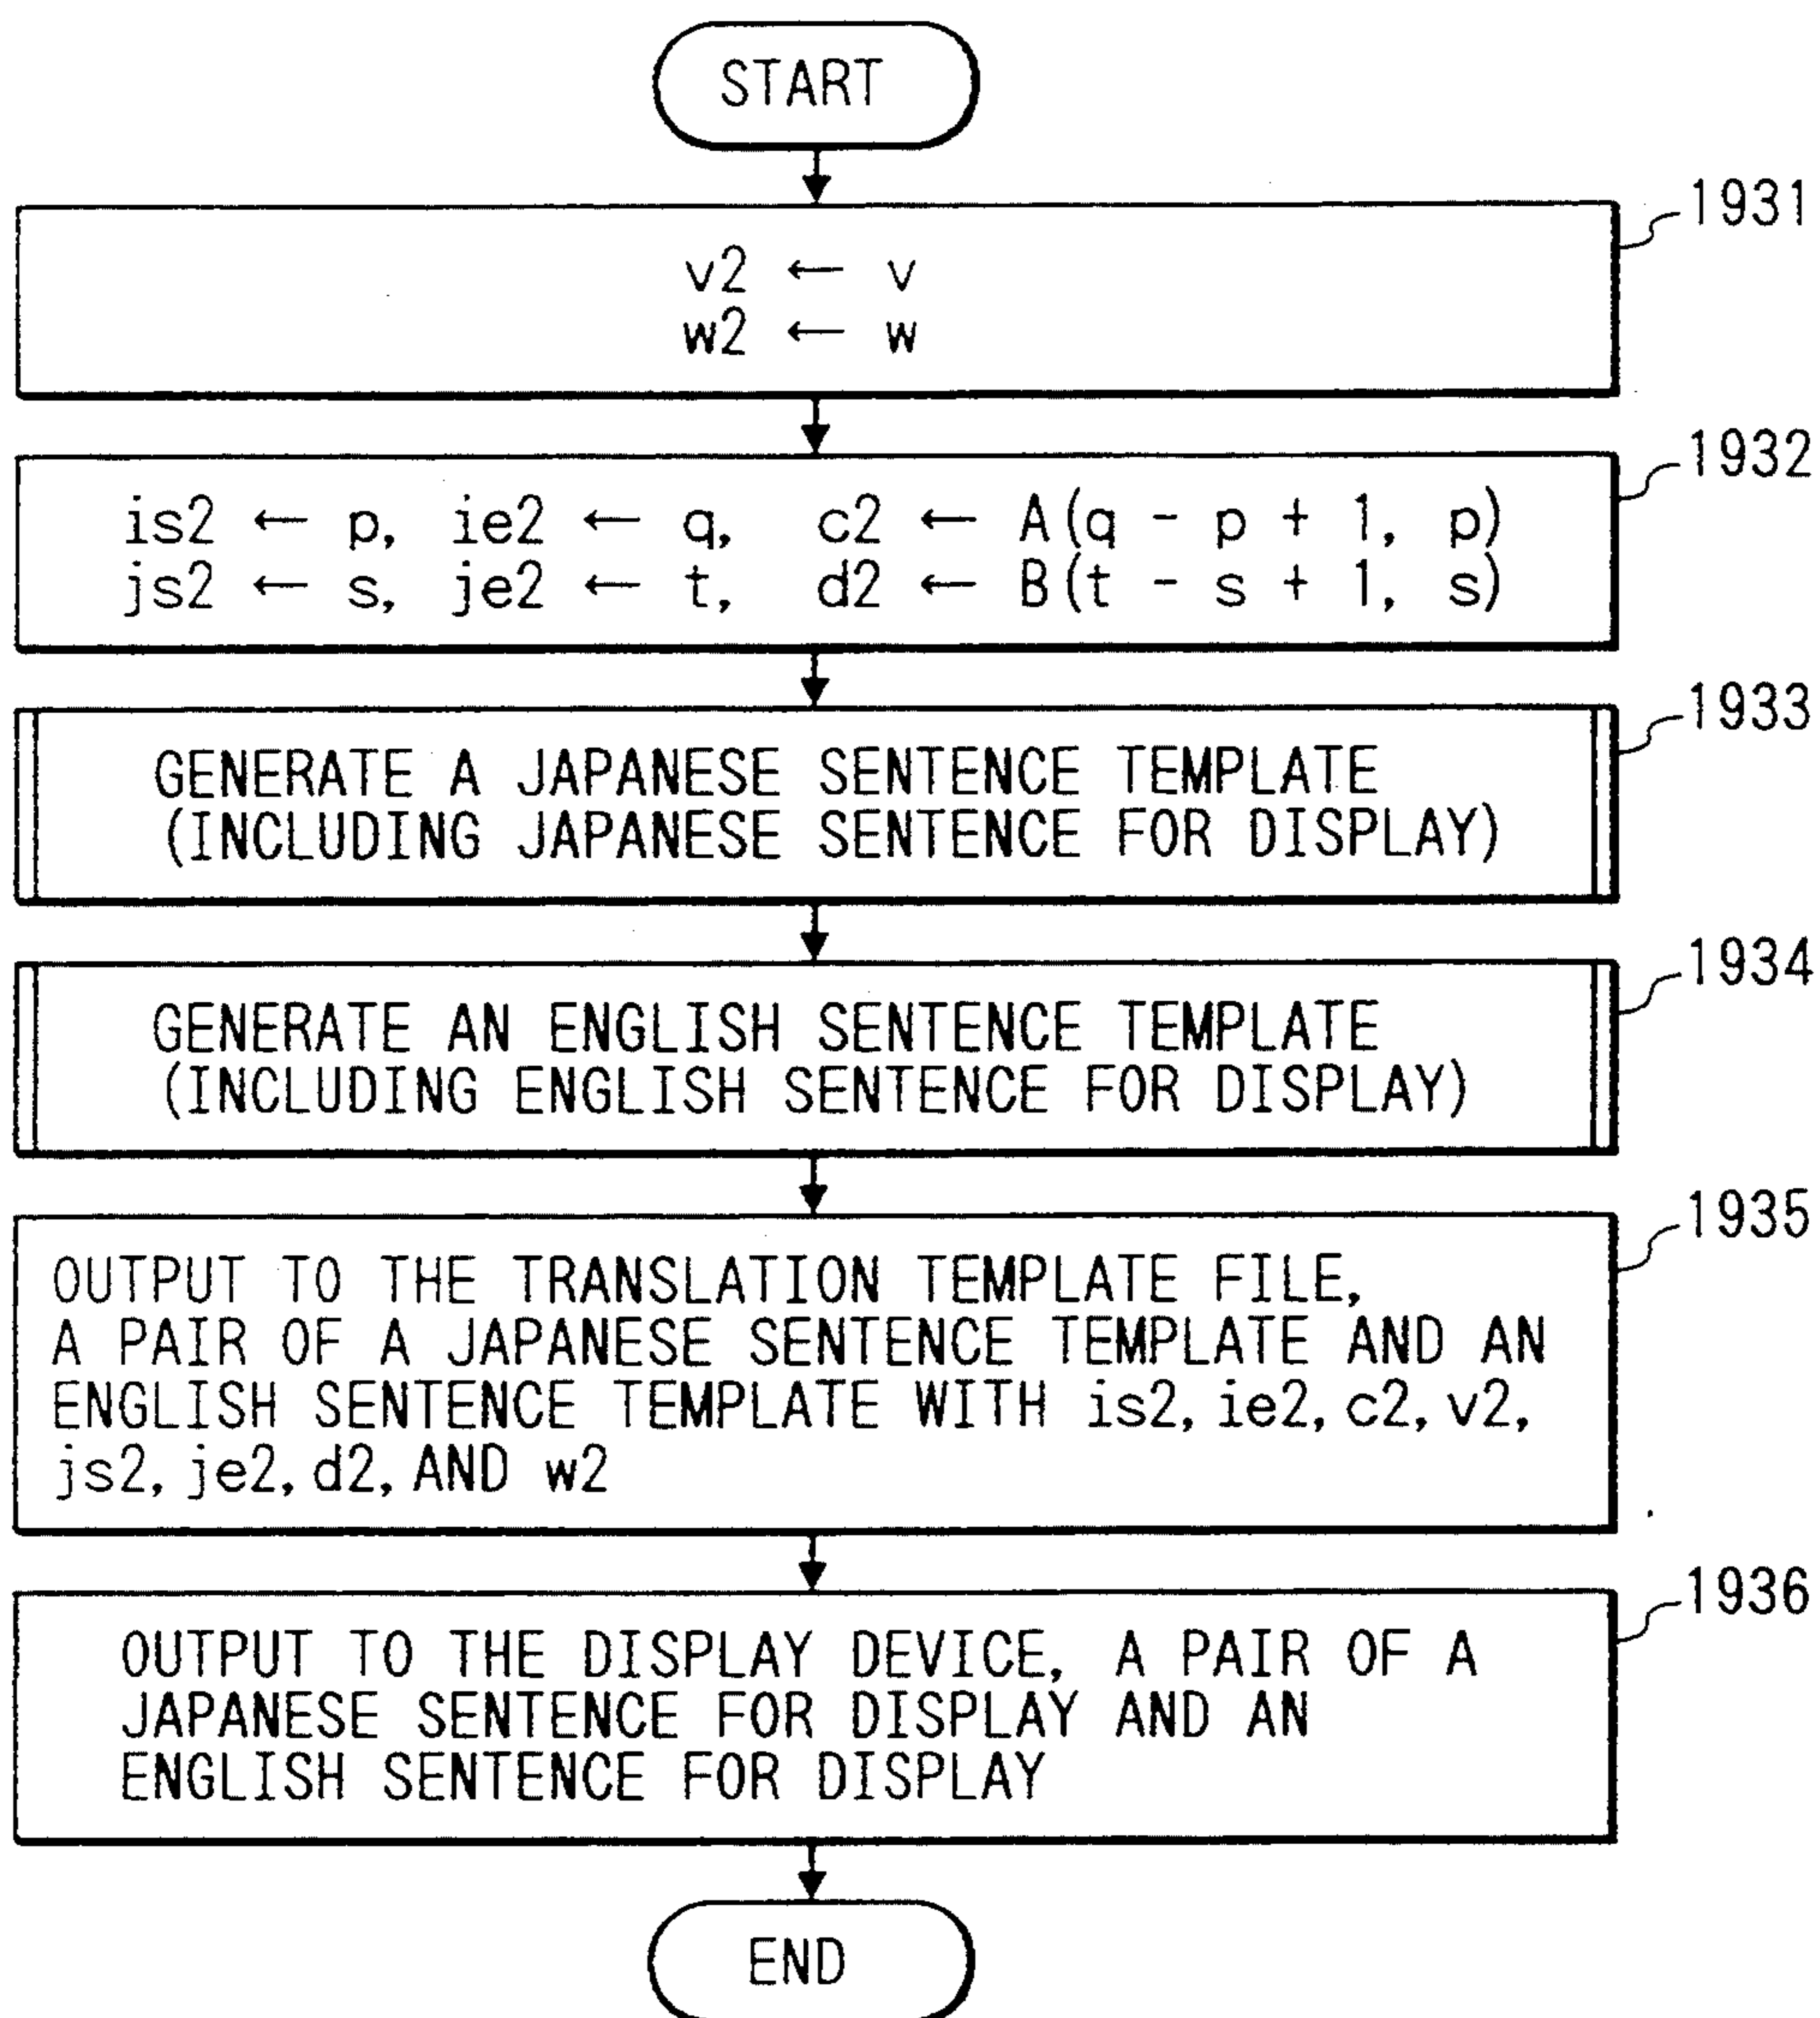 START
1931
v2 ← v
w2 ← w
1932
is2 ← p, ie2 ← q, c2 ← A(q - p + 1, p)
js2 ← s, je2 ← t, d2 ← B(t - s + 1, s)
1933
GENERATE A JAPANESE SENTENCE TEMPLATE
(INCLUDING JAPANESE SENTENCE FOR DISPLAY)
1934
GENERATE AN ENGLISH SENTENCE TEMPLATE
(INCLUDING ENGLISH SENTENCE FOR DISPLAY)
1935
OUTPUT TO THE TRANSLATION TEMPLATE FILE,
A PAIR OF A JAPANESE SENTENCE TEMPLATE AND AN
ENGLISH SENTENCE TEMPLATE WITH is2, ie2, c2, v2,
js2, je2, d2, AND w2
1936
OUTPUT TO THE DISPLAY DEVICE, A PAIR OF A
JAPANESE SENTENCE FOR DISPLAY AND AN
ENGLISH SENTENCE FOR DISPLAY
END